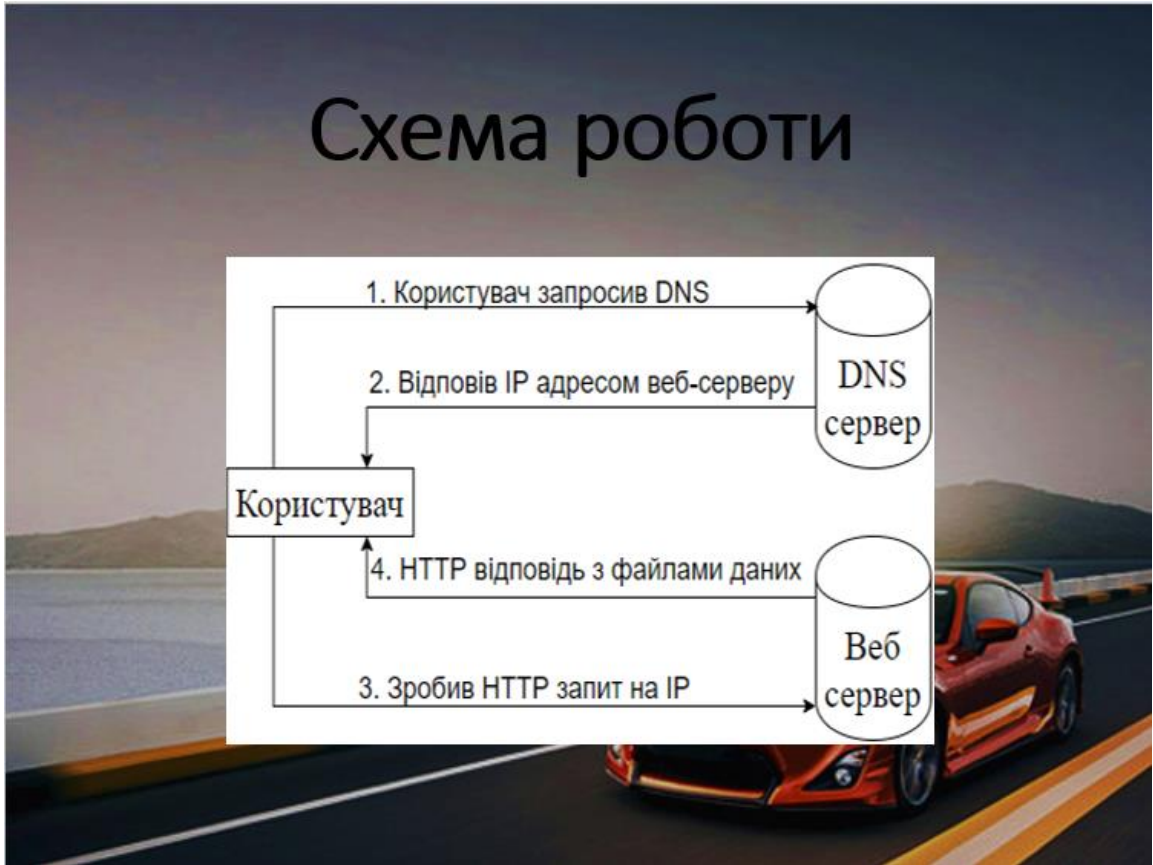 Схема роботи
1. Користувач запросив DNS
2. Відповів IP адресом веб-серверу
DNS
сервер
Користувач
4. HTTP відповідь з файлами даних
Веб
сервер
3. Зробив HTTP запит на IP